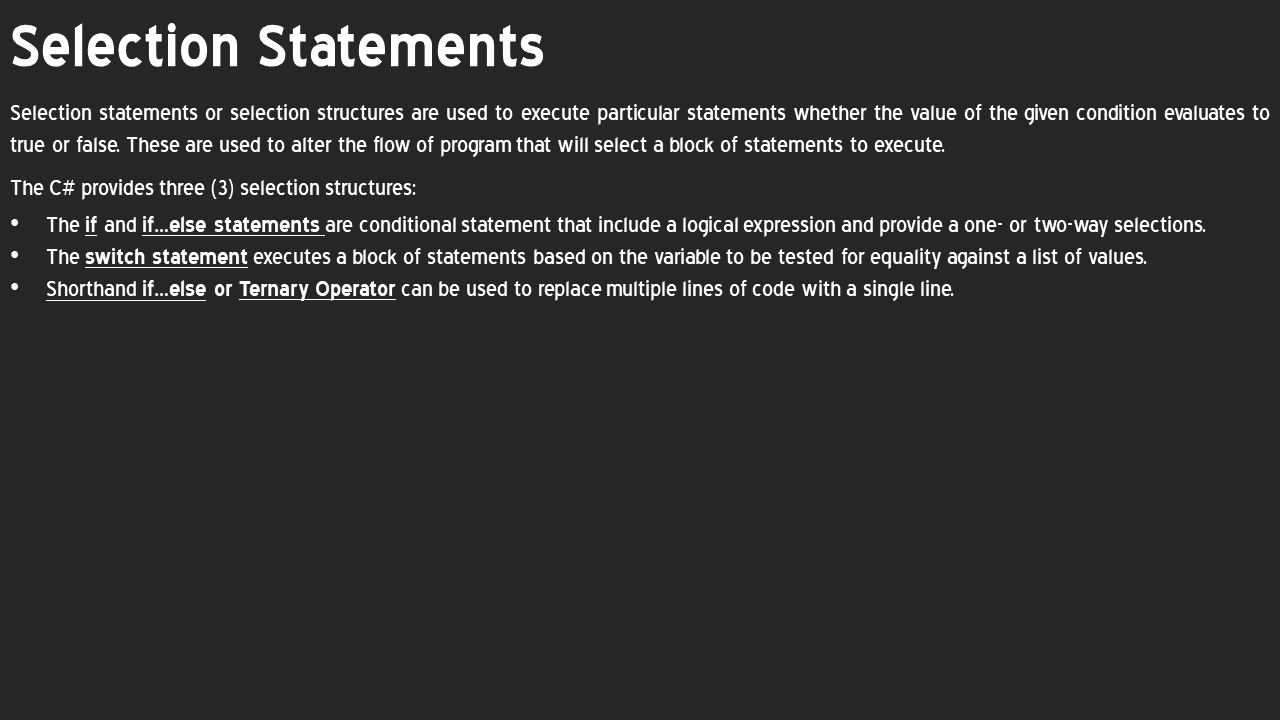 Selection Statements
Selection statements or selection structures are used to execute particular statements whether the value of the given condition evaluates to
true or false. These are used to alter the flow of program that will select a block of statements to execute.
The C# provides three (3) selection structures:
• The if and if...else statements are conditional statement that include a logical expression and provide a one- or two-way selections.
• The switch statement executes a block of statements based on the variable to be tested for equality against a list of values.
• Shorthand if...else or Ternary Operator can be used to replace multiple lines of code with a single line.